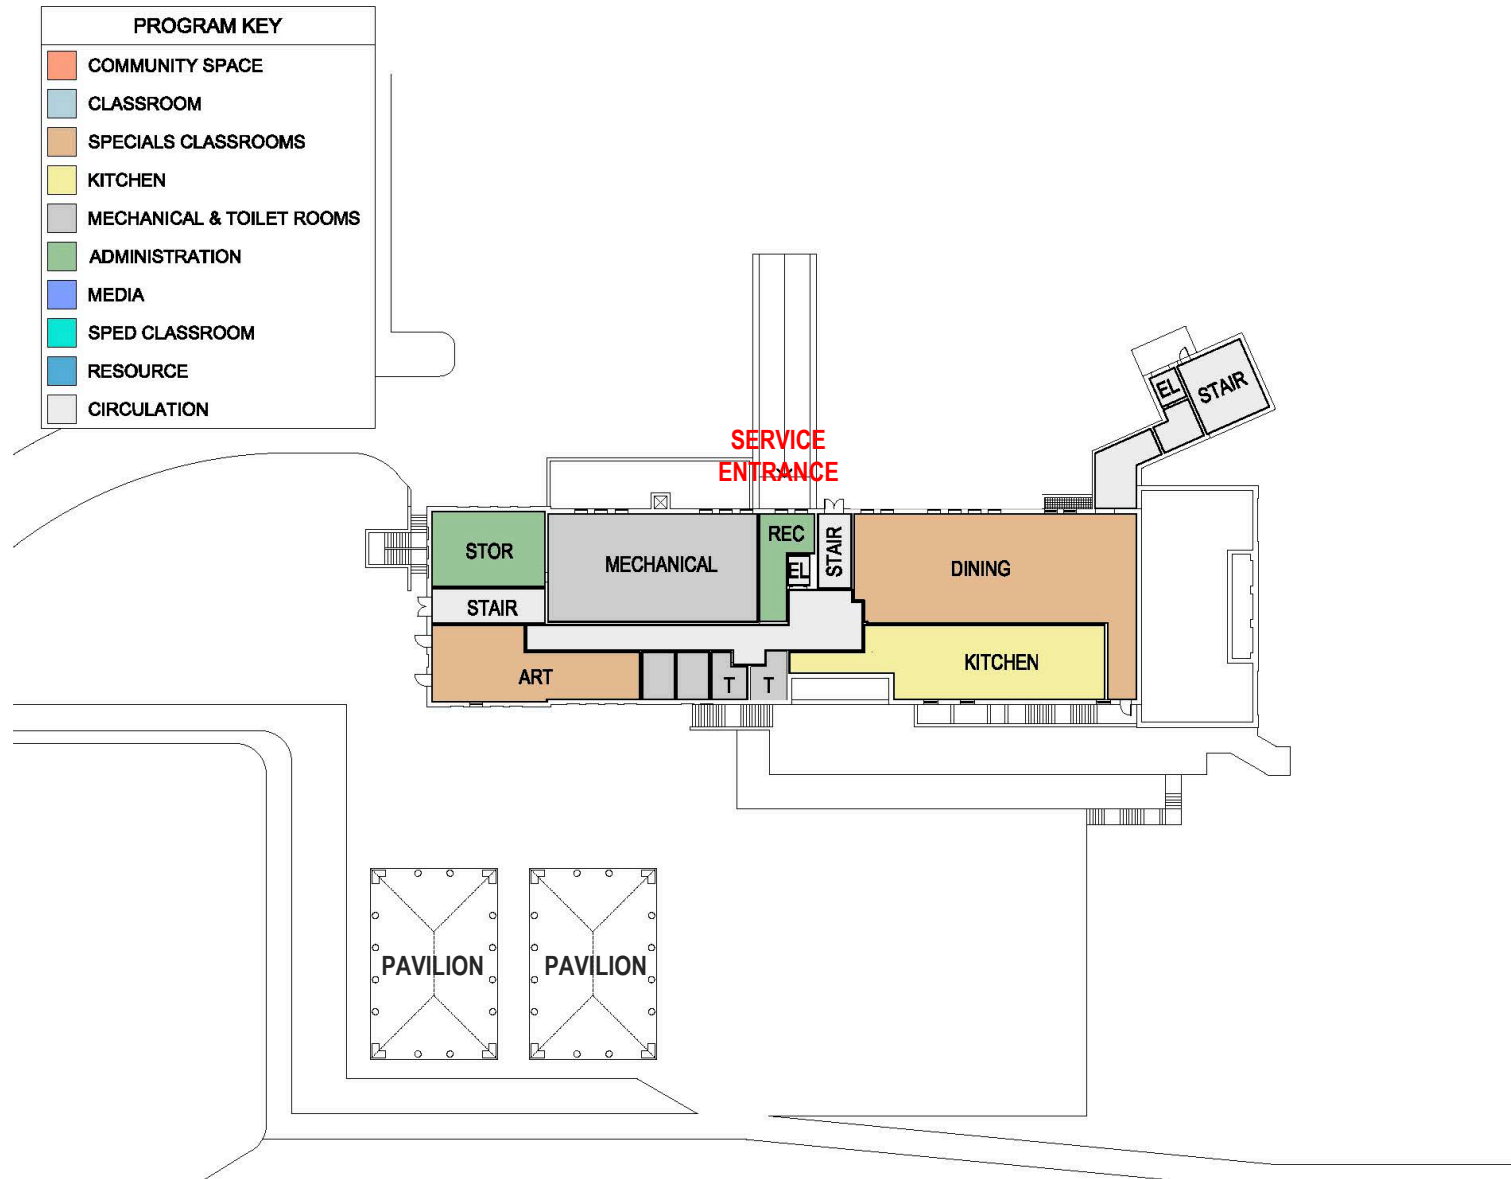 PROGRAM KEY
COMMUNITY SPACE
CLASSROOM
SPECIALS CLASSROOMS
KITCHEN
MECHANICAL & TOILET ROOMS
ADMINISTRATION
MEDIA
SPED CLASSROOM
RESOURCE
CIRCULATION
EL
STAIR
SERVICE
ENTRANCE
STOR
MECHANICAL
REC
EL
STAIR
DINING
STAIR
ART
T
T
KITCHEN
PAVILION
PAVILION